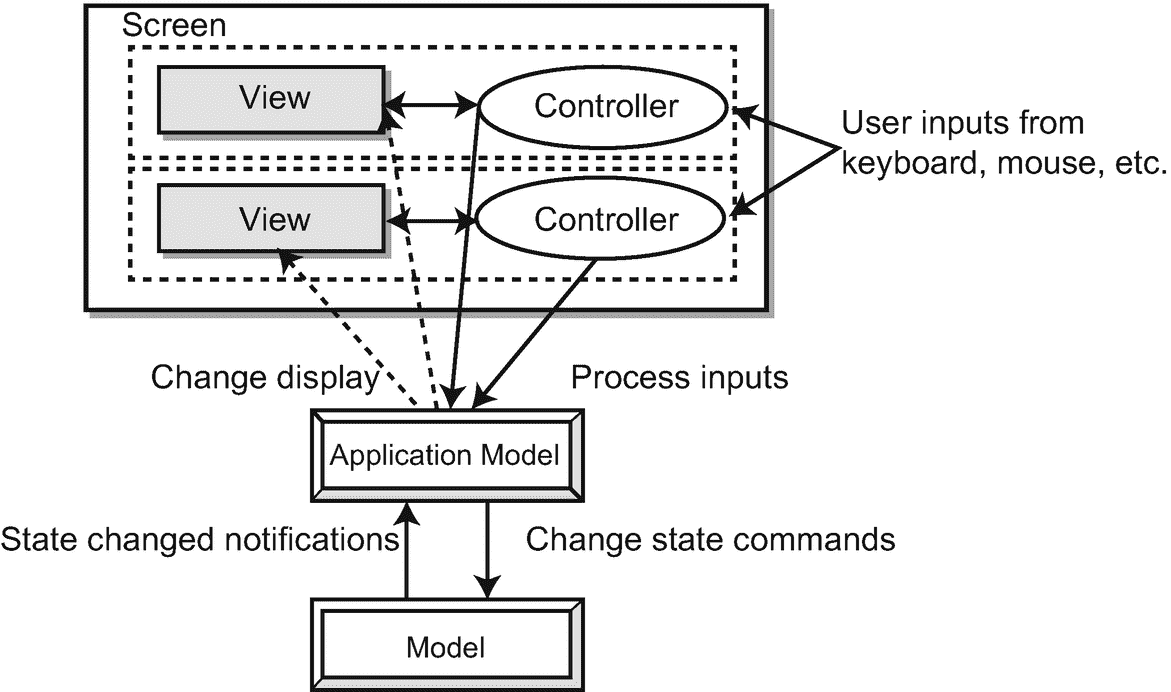 Screen
View
Controller
User inputs from
keyboard, mouse, etc.
View
Controller
Change display
Process inputs
Application Model
State changed notifications
Change state commands
Model